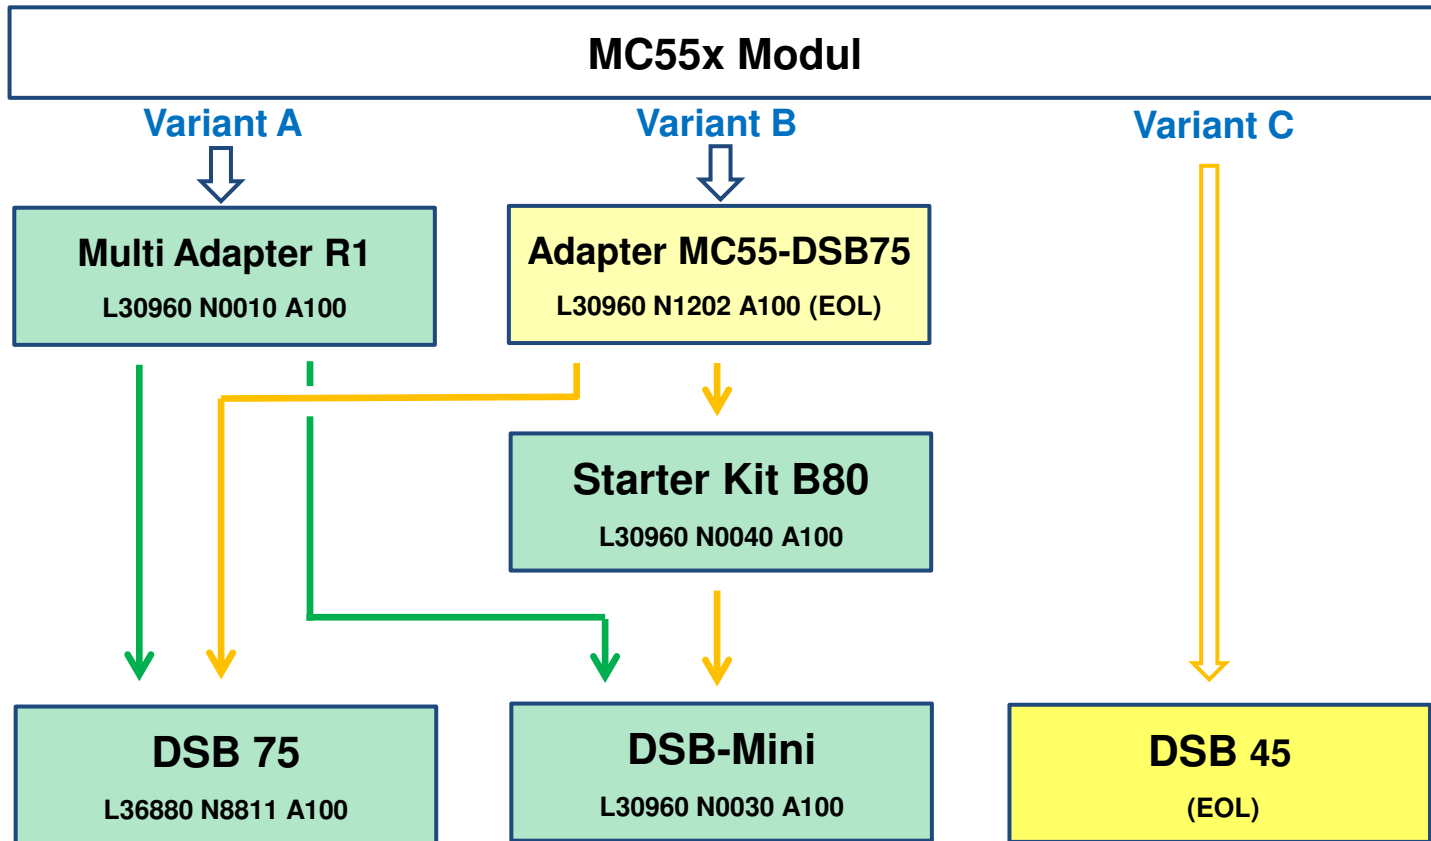 MC55x Modul
Variant A
Variant B
Variant C
Multi Adapter R1
L30960 N0010 A100
Adapter MC55-DSB75
L30960 N1202 A100 (EOL)
Starter Kit B80
L30960 N0040 A100
DSB 75
L36880 N8811 A100
DSB-Mini
L30960 N0030 A100
DSB 45
(EOL)